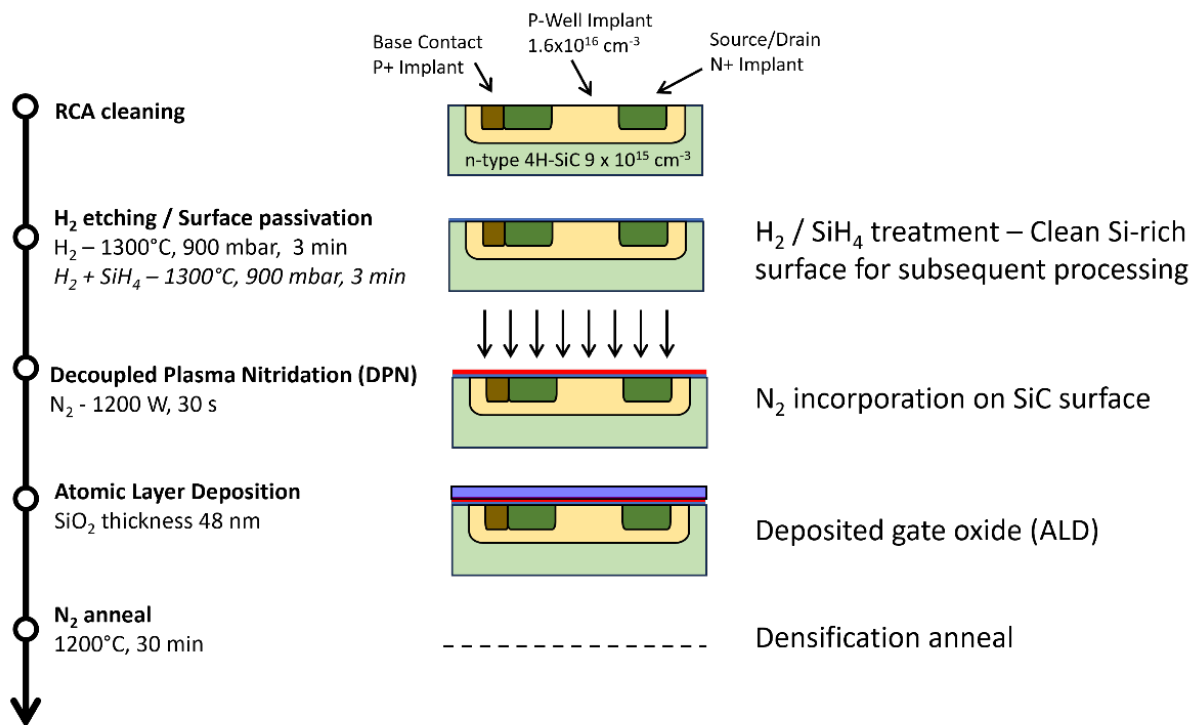 Base Contact
P+ Implant
P-Well Implant
1.6x10¹⁶ cm⁻³
Source/Drain
N+ Implant
RCA cleaning
n-type 4H-SiC 9 x 10¹⁵ cm⁻³
H₂ etching / Surface passivation
H₂ – 1300°C, 900 mbar, 3 min
H₂ + SiH₄ – 1300°C, 900 mbar, 3 min
H₂ / SiH₄ treatment – Clean Si-rich
surface for subsequent processing
Decoupled Plasma Nitridation (DPN)
N₂ - 1200 W, 30 s
N₂ incorporation on SiC surface
Atomic Layer Deposition
SiO₂ thickness 48 nm
Deposited gate oxide (ALD)
N₂ anneal
1200°C, 30 min
Densification anneal